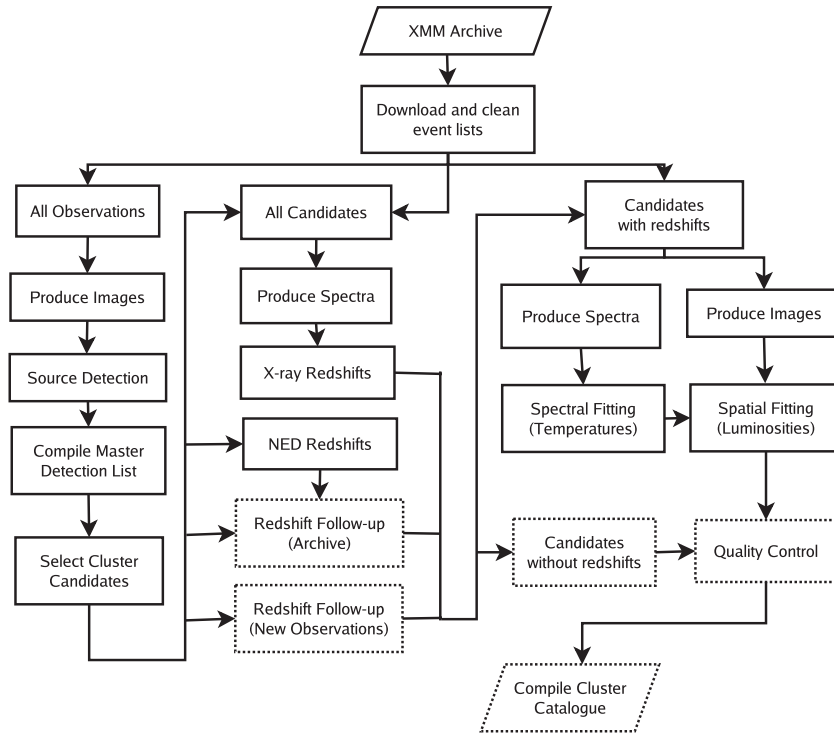 XMM Archive
Download and clean
event lists
All Observations
Produce Images
Source Detection
Compile Master
Detection List
Select Cluster
Candidates
All Candidates
Produce Spectra
X-ray Redshifts
NED Redshifts
Redshift Follow-up
(Archive)
Redshift Follow-up
(New Observations)
Candidates
with redshifts
Produce Spectra
Produce Images
Spectral Fitting
(Temperatures)
Spatial Fitting
(Luminosities)
Candidates
without redshifts
Quality Control
Compile Cluster
Catalogue